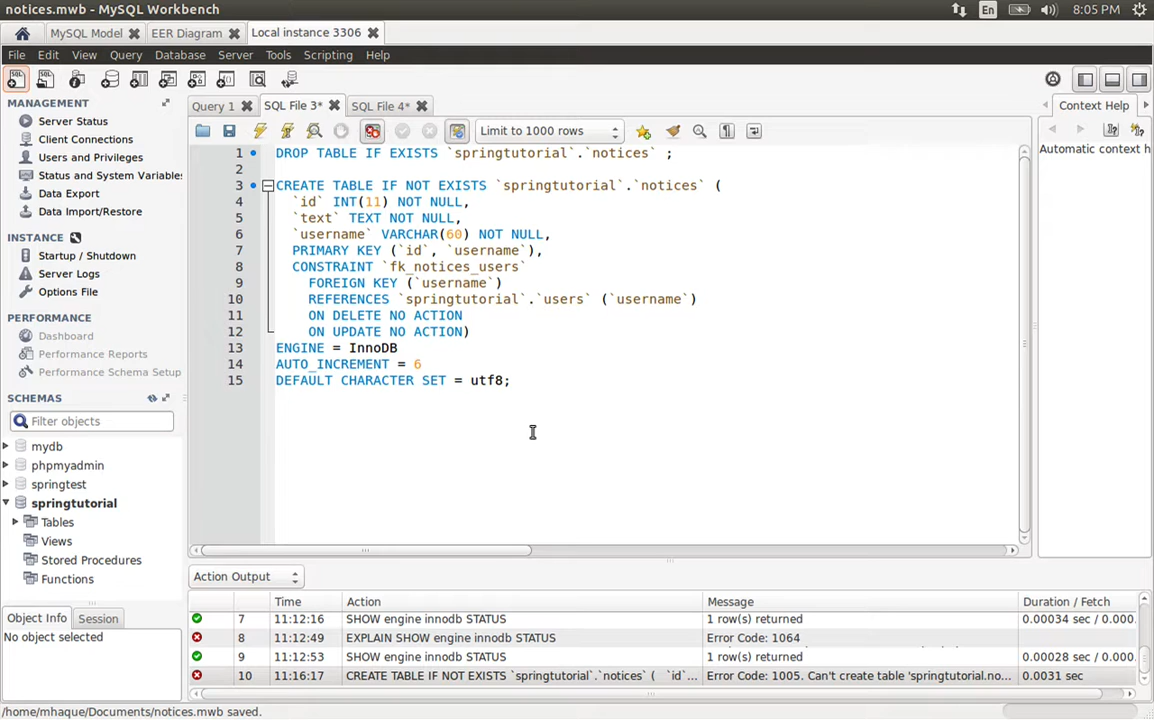 notices.mwb - MySQL Workbench
En
8:05 PM
MySQL Model
EER Diagram
Local instance 3306
File Edit View Query Database Server Tools Scripting Help
MANAGEMENT
Server Status
Client Connections
Users and Privileges
Status and System Variables
Data Export
Data Import/Restore
INSTANCE
Startup / Shutdown
Server Logs
Options File
PERFORMANCE
Dashboard
Performance Reports
Performance Schema Setup
SCHEMAS
Filter objects
mydb
phpmyadmin
springtest
springtutorial
Tables
Views
Stored Procedures
Functions
Object Info Session
No object selected
Query 1 SQL File 3* SQL File 4*
Limit to 1000 rows
1 DROP TABLE IF EXISTS `springtutorial`.`notices` ;
2
3 CREATE TABLE IF NOT EXISTS `springtutorial`.`notices` (
4 `id` INT(11) NOT NULL,
5 `text` TEXT NOT NULL,
6 `username` VARCHAR(60) NOT NULL,
7 PRIMARY KEY (`id`, `username`),
8 CONSTRAINT `fk_notices_users`
9 FOREIGN KEY (`username`)
10 REFERENCES `springtutorial`.`users` (`username`)
11 ON DELETE NO ACTION
12 ON UPDATE NO ACTION)
13 ENGINE = InnoDB
14 AUTO_INCREMENT = 6
15 DEFAULT CHARACTER SET = utf8;
Context Help
Automatic context h
Action Output
Time Action Message Duration / Fetch
7 11:12:16 SHOW engine innodb STATUS 1 row(s) returned 0.00034 sec / 0.000...
8 11:12:49 EXPLAIN SHOW engine innodb STATUS Error Code: 1064
9 11:12:53 SHOW engine innodb STATUS 1 row(s) returned 0.00028 sec / 0.000...
10 11:16:17 CREATE TABLE IF NOT EXISTS `springtutorial`.`notices` ( `id`... Error Code: 1005. Can't create table 'springtutorial.no... 0.0031 sec
/home/mhaque/Documents/notices.mwb saved.